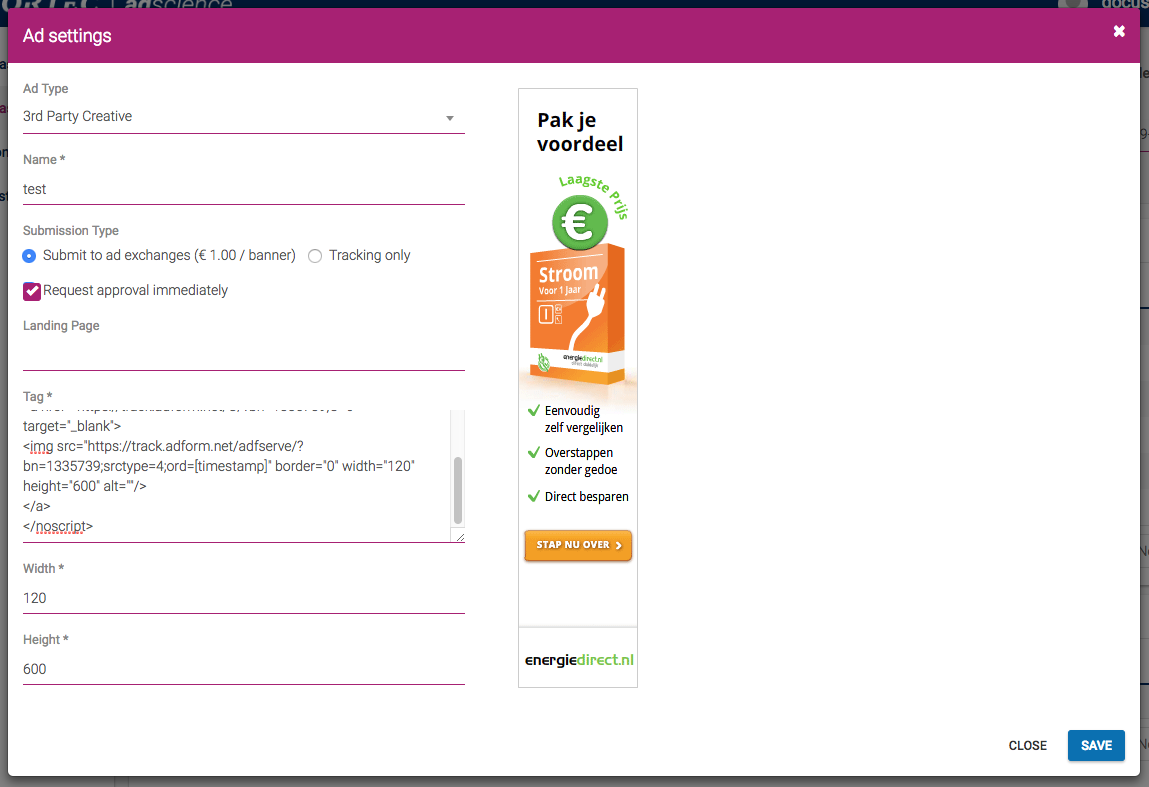 adscience
Ad settings
Ad Type
3rd Party Creative
Name *
test
Submission Type
Submit to ad exchanges (€ 1.00 / banner) Tracking only
Request approval immediately
Landing Page
Tag *
target="_blank">
<img src="https://track.adform.net/adfserve/?
bn=1335739;srctype=4;ord=[timestamp]" border="0" width="120"
height="600" alt=""/>
</a>
</noscript>
Width *
120
Height *
600
Pak je
voordeel
Laagste Prijs
€
Stroom
Voor 1 Jaar
energiedirect.nl
Eenvoudig
zelf vergelijken
Overstappen
zonder gedoe
Direct besparen
STAP NU OVER
energiedirect.nl
CLOSE SAVE